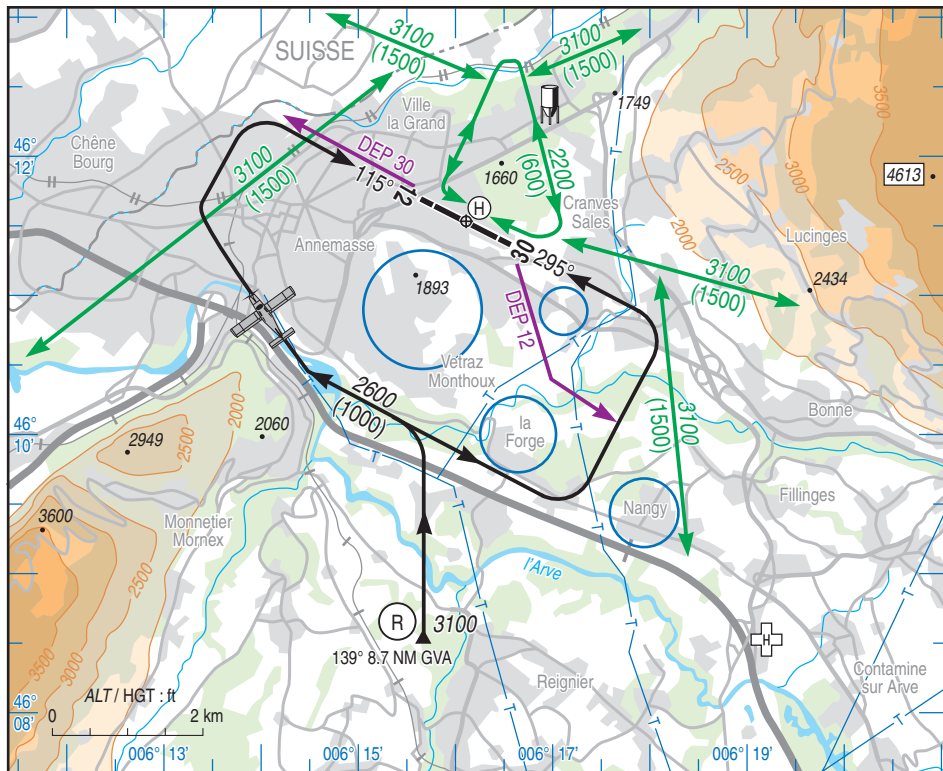 SUISSE
3100
(1500)
3100
(1500)
1749
Ville
la Grand
Chêne
Bourg
46°
12'
DEP 30
3100
(1500)
115°
12
1660
H
2200
(600)
Cranves
Sales
4613
3500
3000
2500
2000
Lucinges
2434
Annemasse
30
295°
3100
(1500)
1893
DEP 12
Vétraz
Monthoux
2600
(1000)
3100
(1500)
Bonne
46°
10'
2949
2500
2000
2060
la
Forge
T
T
T
T
T
Fillinges
Nangy
3600
Monnetier
Mornex
2500
l'Arve
T
T
R
3100
139° 8.7 NM GVA
H
3500
3000
Reignier
Contamine
sur Arve
ALT / HGT : ft
0
2 km
46°
08'
T
T
006° 13'
006° 15'
006° 17'
006° 19'